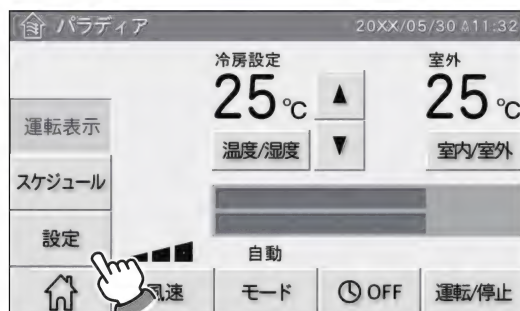 パラディア 20XX/05/30 11:32
冷房設定 室外
25℃ ▲ 25℃
運転表示
温度/湿度 ▼ 室内/室外
スケジュール
設定
自動
風速 モード OFF 運転/停止